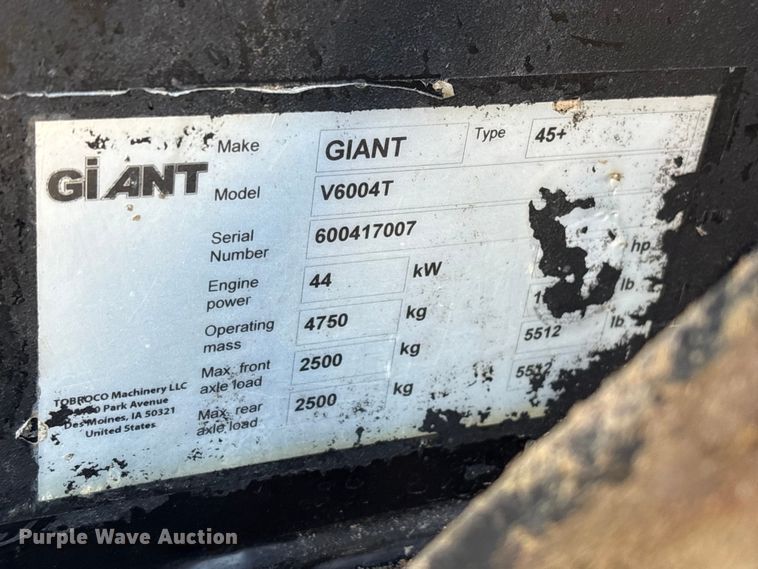 GiANT
Make GIANT Type 45+
Model V6004T
Serial Number 600417007
hp
Engine power 44 kW
lb
Operating mass 4750 kg
5512 lb
Max. front axle load 2500 kg
Max. rear axle load 2500 kg
TOBROCO Machinery LLC
Park Avenue
Des Moines, IA 50321
United States
Purple Wave Auction